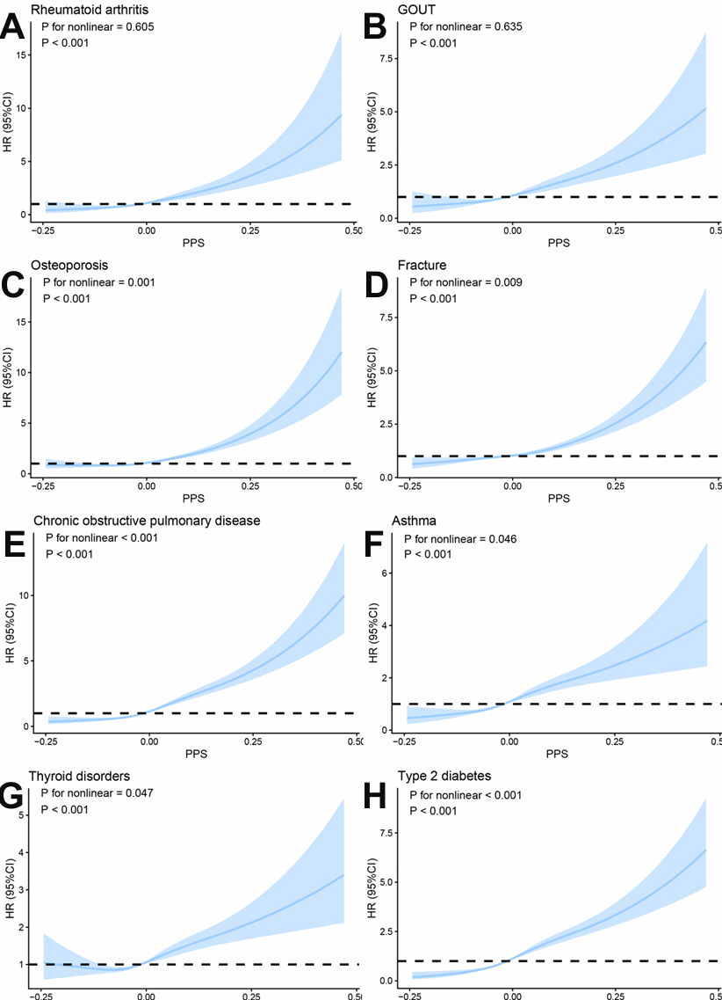 A
Rheumatoid arthritis
P for nonlinear = 0.605
P < 0.001
HR (95%CI)
15
10
5
0
−0.25 0.00 0.25 0.50
PPS
B
GOUT
P for nonlinear = 0.635
P < 0.001
HR (95%CI)
7.5
5.0
2.5
0.0
−0.25 0.00 0.25 0.5
PPS
C
Osteoporosis
P for nonlinear = 0.001
P < 0.001
HR (95%CI)
15
10
5
0
−0.25 0.00 0.25 0.50
PPS
D
Fracture
P for nonlinear = 0.009
P < 0.001
HR (95%CI)
7.5
5.0
2.5
0.0
−0.25 0.00 0.25 0.5
PPS
E
Chronic obstructive pulmonary disease
P for nonlinear < 0.001
P < 0.001
HR (95%CI)
10
5
0
−0.25 0.00 0.25 0.50
PPS
F
Asthma
P for nonlinear = 0.046
P < 0.001
HR (95%CI)
6
4
2
0
−0.25 0.00 0.25 0.5
PPS
G
Thyroid disorders
P for nonlinear = 0.047
P < 0.001
HR (95%CI)
5
4
3
2
1
−0.25 0.00 0.25 0.50
H
Type 2 diabetes
P for nonlinear < 0.001
P < 0.001
HR (95%CI)
7.5
5.0
2.5
0.0
−0.25 0.00 0.25 0.5